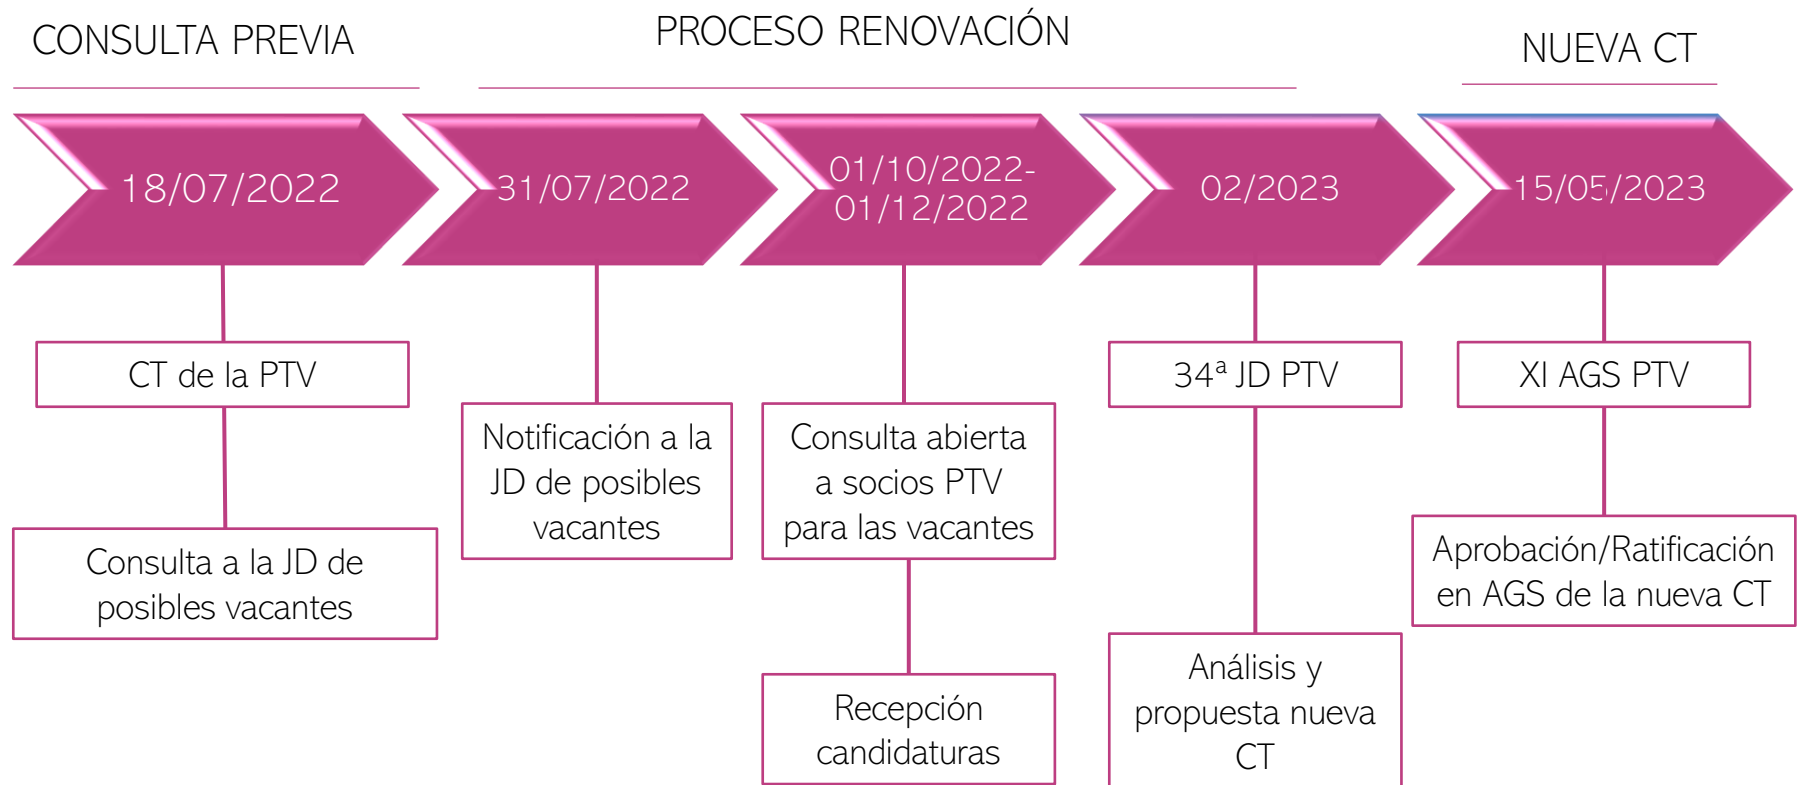 CONSULTA PREVIA
PROCESO RENOVACIÓN
NUEVA CT
18/07/2022
31/07/2022
01/10/2022-
01/12/2022
02/2023
15/05/2023
CT de la PTV
Consulta a la JD de
posibles vacantes
Notificación a la
JD de posibles
vacantes
Consulta abierta
a socios PTV
para las vacantes
Recepción
candidaturas
34ª JD PTV
Análisis y
propuesta nueva
CT
XI AGS PTV
Aprobación/Ratificación
en AGS de la nueva CT